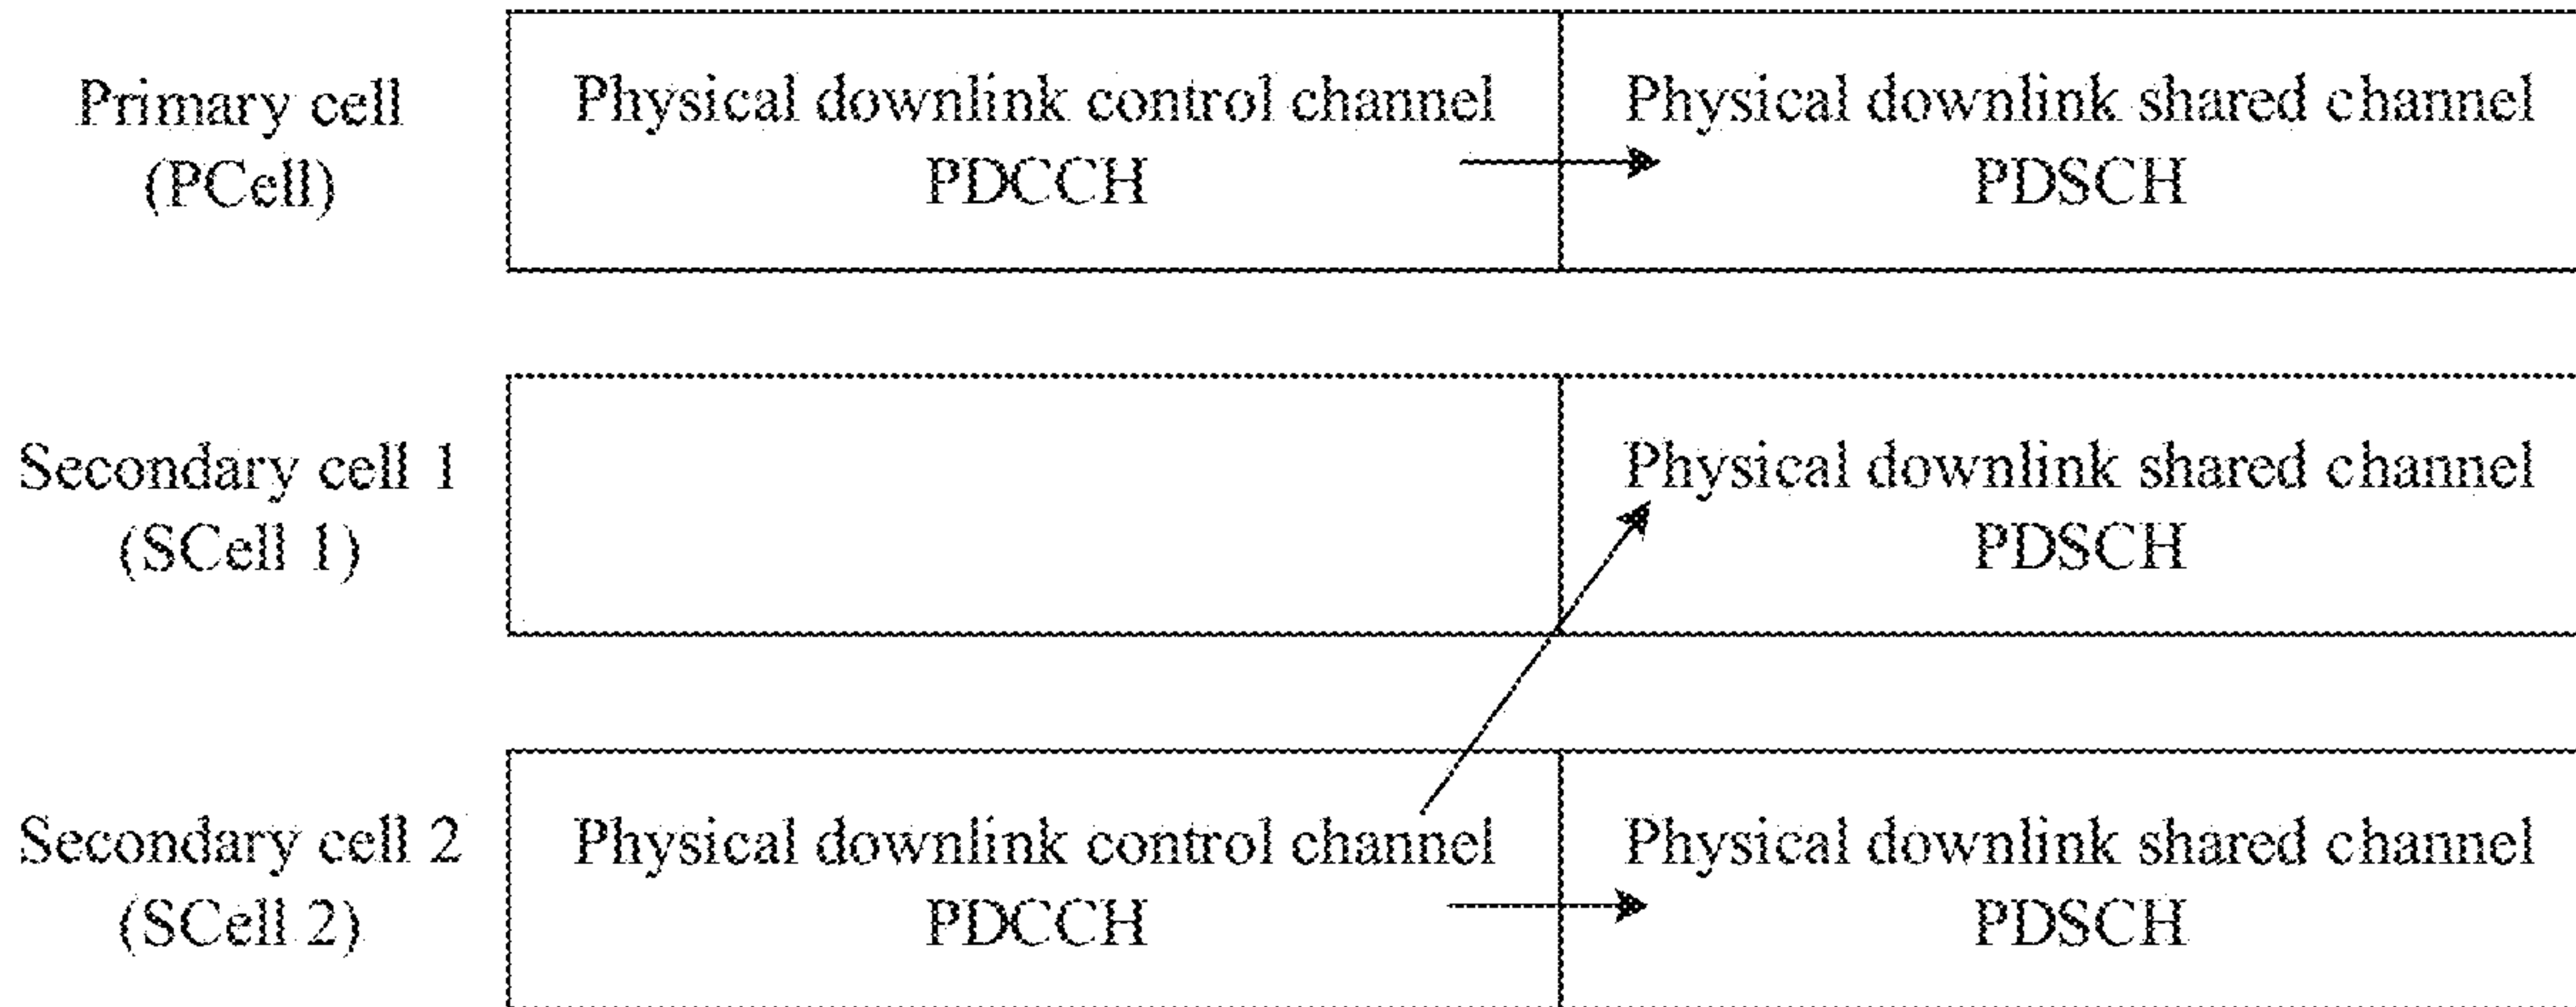 Primary cell
(PCell)
Physical downlink control channel
PDCCH
Physical downlink shared channel
PDSCH
Secondary cell 1
(SCell 1)
Physical downlink shared channel
PDSCH
Secondary cell 2
(SCell 2)
Physical downlink control channel
PDCCH
Physical downlink shared channel
PDSCH